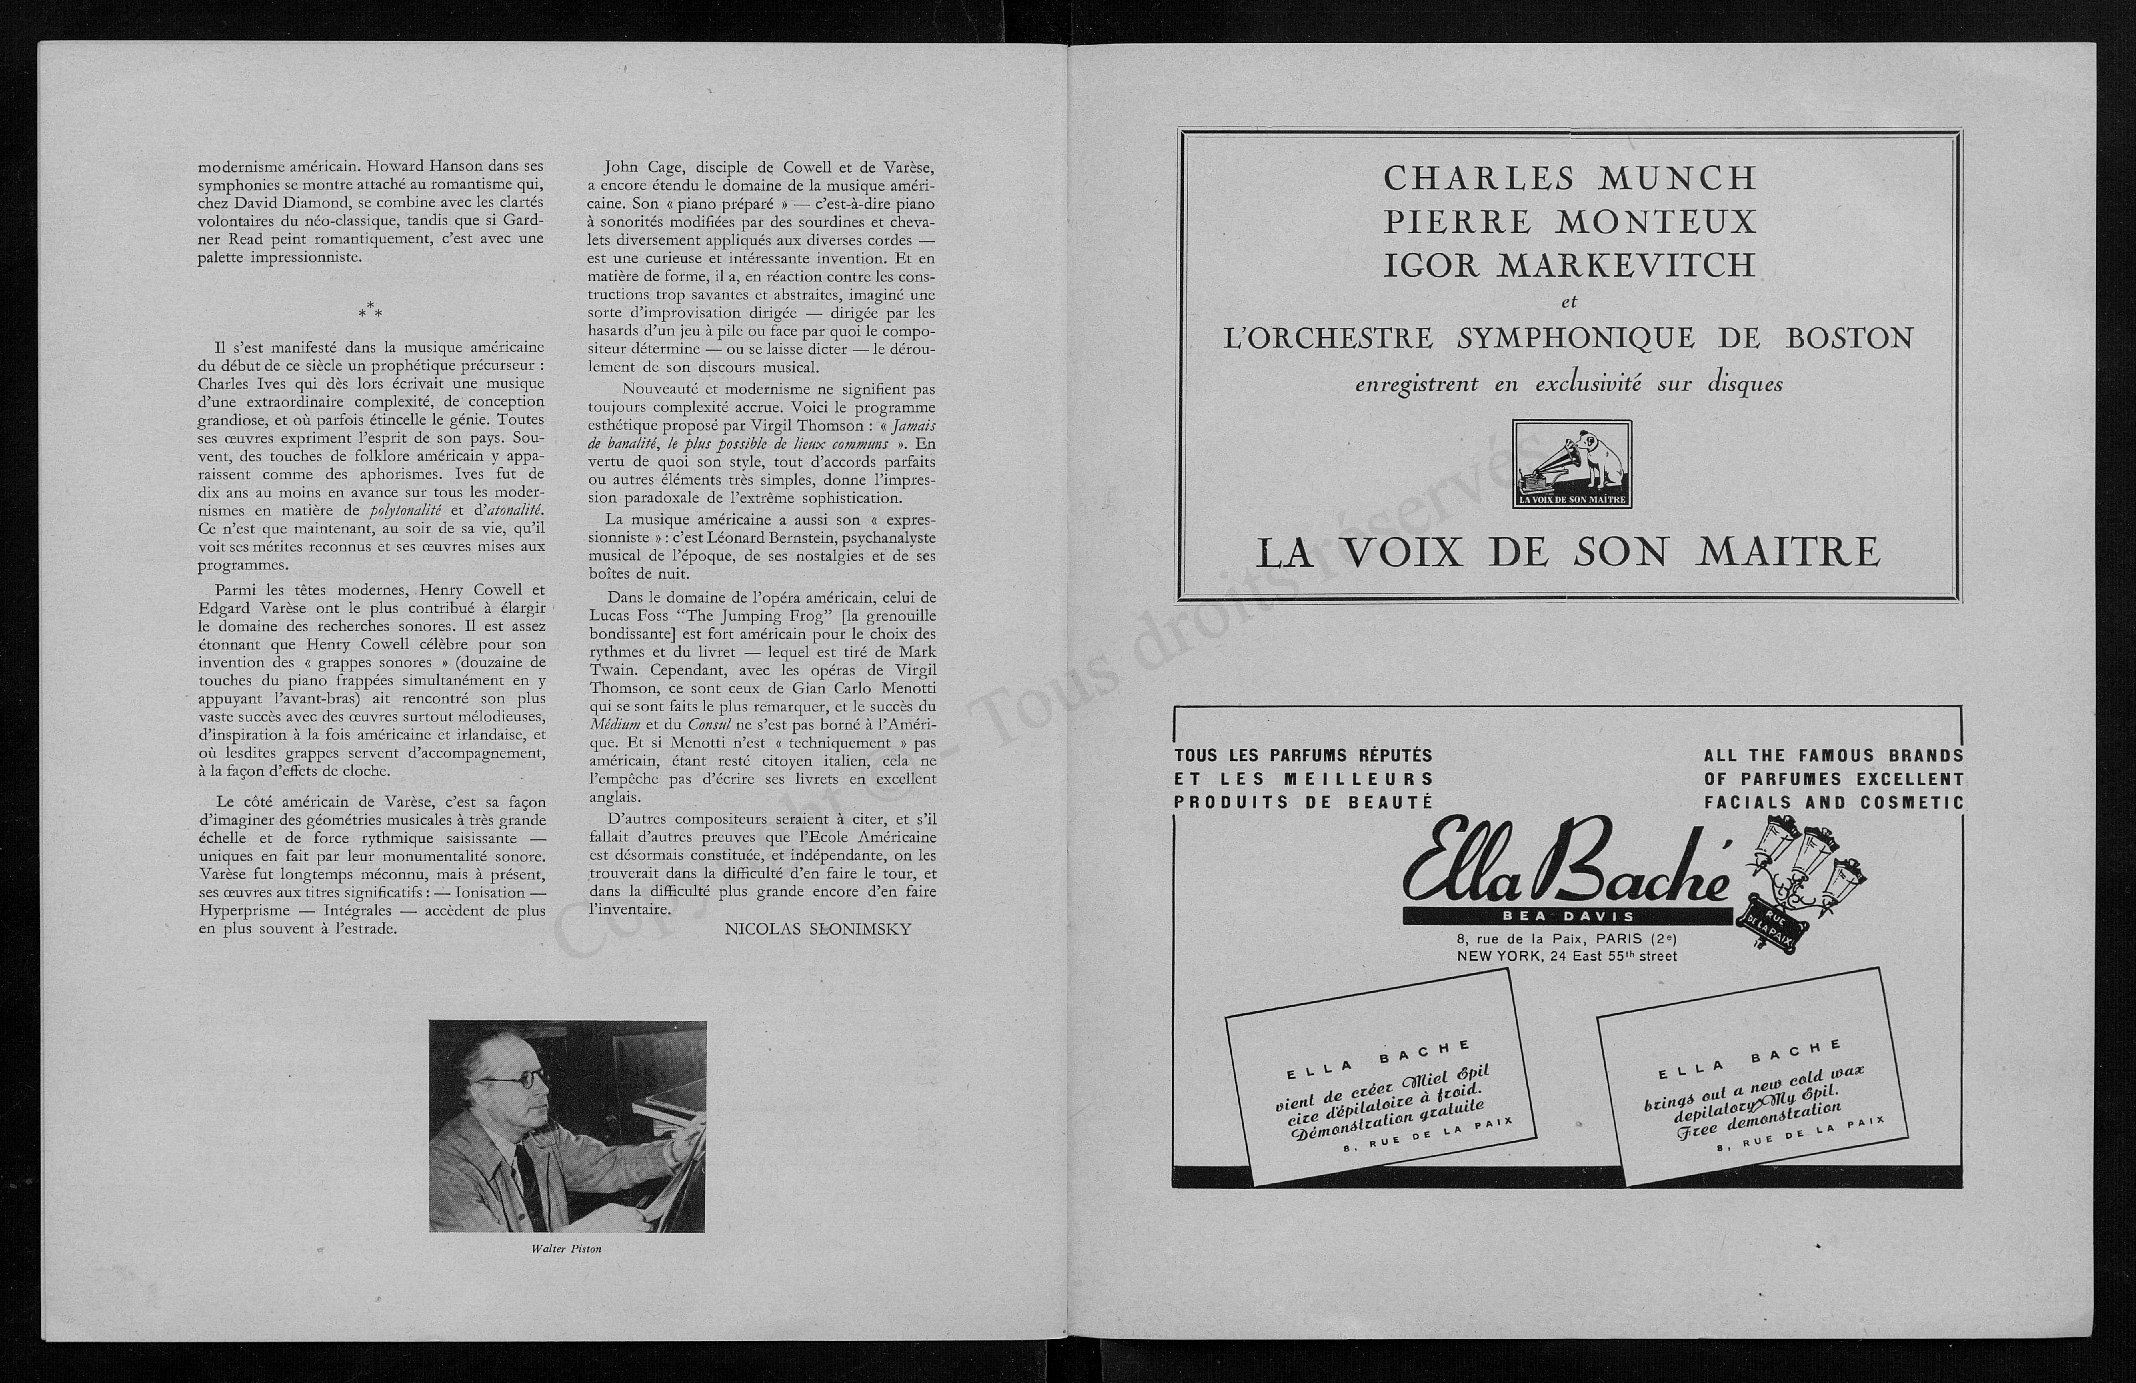 modernisme américain. Howard Hanson dans ses
symphonies se montre attaché au romantisme qui,
chez David Diamond, se combine avec les clartés
volontaires du néo-classique, tandis que si Gard-
ner Read peint romantiquement, c'est avec une
palette impressionniste.
***
Il s'est manifesté dans la musique américaine
du début de ce siècle un prophétique précurseur :
Charles Ives qui dès lors écrivait une musique
d'une extraordinaire complexité, de conception
grandiose, et où parfois étincelle le génie. Toutes
ses œuvres expriment l'esprit de son pays. Sou-
vent, des touches de folklore américain y appa-
raissent comme des aphorismes. Ives fut de
dix ans au moins en avance sur tous les moder-
nismes en matière de polytonalité et d'atonalité.
Ce n'est que maintenant, au soir de sa vie, qu'il
voit ses mérites reconnus et ses œuvres mises aux
programmes.
Parmi les têtes modernes, Henry Cowell et
Edgard Varèse ont le plus contribué à élargir
le domaine des recherches sonores. Il est assez
étonnant que Henry Cowell célèbre pour son
invention des « grappes sonores » (douzaine de
touches du piano frappées simultanément en y
appuyant l'avant-bras) ait rencontré son plus
vaste succès avec des œuvres surtout mélodieuses,
d'inspiration à la fois américaine et irlandaise, et
où lesdites grappes servent d'accompagnement,
à la façon d'effets de cloche.
Le côté américain de Varèse, c'est sa façon
d'imaginer des géométries musicales à très grande
échelle et de force rythmique saisissante —
uniques en fait par leur monumentalité sonore.
Varèse fut longtemps méconnu, mais à présent,
ses œuvres aux titres significatifs : — Ionisation —
Hyperprisme — Intégrales — accèdent de plus
en plus souvent à l'estrade.
John Cage, disciple de Cowell et de Varèse,
a encore étendu le domaine de la musique améri-
caine. Son « piano préparé » — c'est-à-dire piano
à sonorités modifiées par des sourdines et cheva-
lets diversement appliqués aux diverses cordes —
est une curieuse et intéressante invention. Et en
matière de forme, il a, en réaction contre les cons-
tructions trop savantes et abstraites, imaginé une
sorte d'improvisation dirigée — dirigée par les
hasards d'un jeu à pile ou face par quoi le compo-
siteur détermine — ou se laisse dicter — le dérou-
lement de son discours musical.
Nouveauté et modernisme ne signifient pas
toujours complexité accrue. Voici le programme
esthétique proposé par Virgil Thomson : « Jamais
de banalité, le plus possible de lieux communs ». En
vertu de quoi son style, tout d'accords parfaits
ou autres éléments très simples, donne l'impres-
sion paradoxale de l'extrême sophistication.
La musique américaine a aussi son « expres-
sionniste » : c'est Léonard Bernstein, psychanalyste
musical de l'époque, de ses nostalgies et de ses
boîtes de nuit.
Dans le domaine de l'opéra américain, celui de
Lucas Foss "The Jumping Frog" [la grenouille
bondissante] est fort américain pour le choix des
rythmes et du livret — lequel est tiré de Mark
Twain. Cependant, avec les opéras de Virgil
Thomson, ce sont ceux de Gian Carlo Menotti
qui se sont faits le plus remarquer, et le succès du
Médium et du Consul ne s'est pas borné à l'Améri-
que. Et si Menotti n'est « techniquement » pas
américain, étant resté citoyen italien, cela ne
l'empêche pas d'écrire ses livrets en excellent
anglais.
D'autres compositeurs seraient à citer, et s'il
fallait d'autres preuves que l'Ecole Américaine
est désormais constituée, et indépendante, on les
trouverait dans la difficulté d'en faire le tour, et
dans la difficulté plus grande encore d'en faire
l'inventaire.
NICOLAS SLONIMSKY
Walter Piston
CHARLES MUNCH
PIERRE MONTEUX
IGOR MARKEVITCH
et
L'ORCHESTRE SYMPHONIQUE DE BOSTON
enregistrent en exclusivité sur disques
LA VOIX DE SON MAÎTRE
LA VOIX DE SON MAITRE
TOUS LES PARFUMS RÉPUTÉS
ET LES MEILLEURS
PRODUITS DE BEAUTÉ
ALL THE FAMOUS BRANDS
OF PARFUMES EXCELLENT
FACIALS AND COSMETIC
Ella Baché
BEA DAVIS
RUE
DE LA PAIX
8, rue de la Paix, PARIS (2e)
NEW YORK, 24 East 55th street
ELLA BACHE
vient de créer Miel Epil
cire d'épilatoire à froid.
Démonstration gratuite
8, RUE DE LA PAIX
ELLA BACHE
brings out a new cold wax
depilatory My Epil.
Free demonstration
8, RUE DE LA PAIX
Copyright © - Tous droits réservés